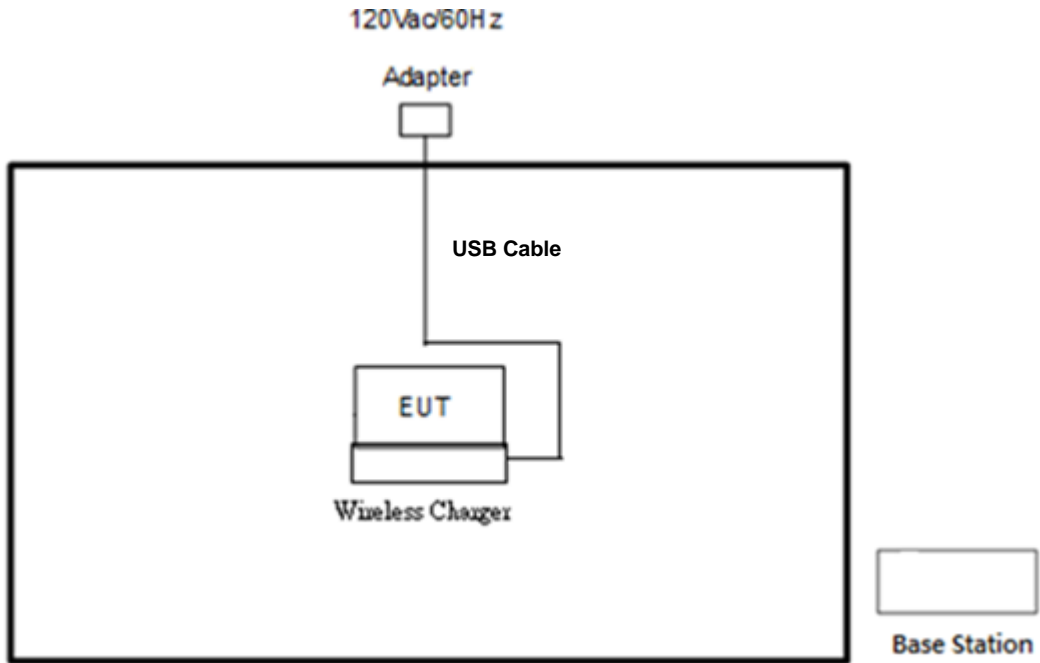 120Vac/60Hz
Adapter
USB Cable
EUT
Wireless Charger
Base Station